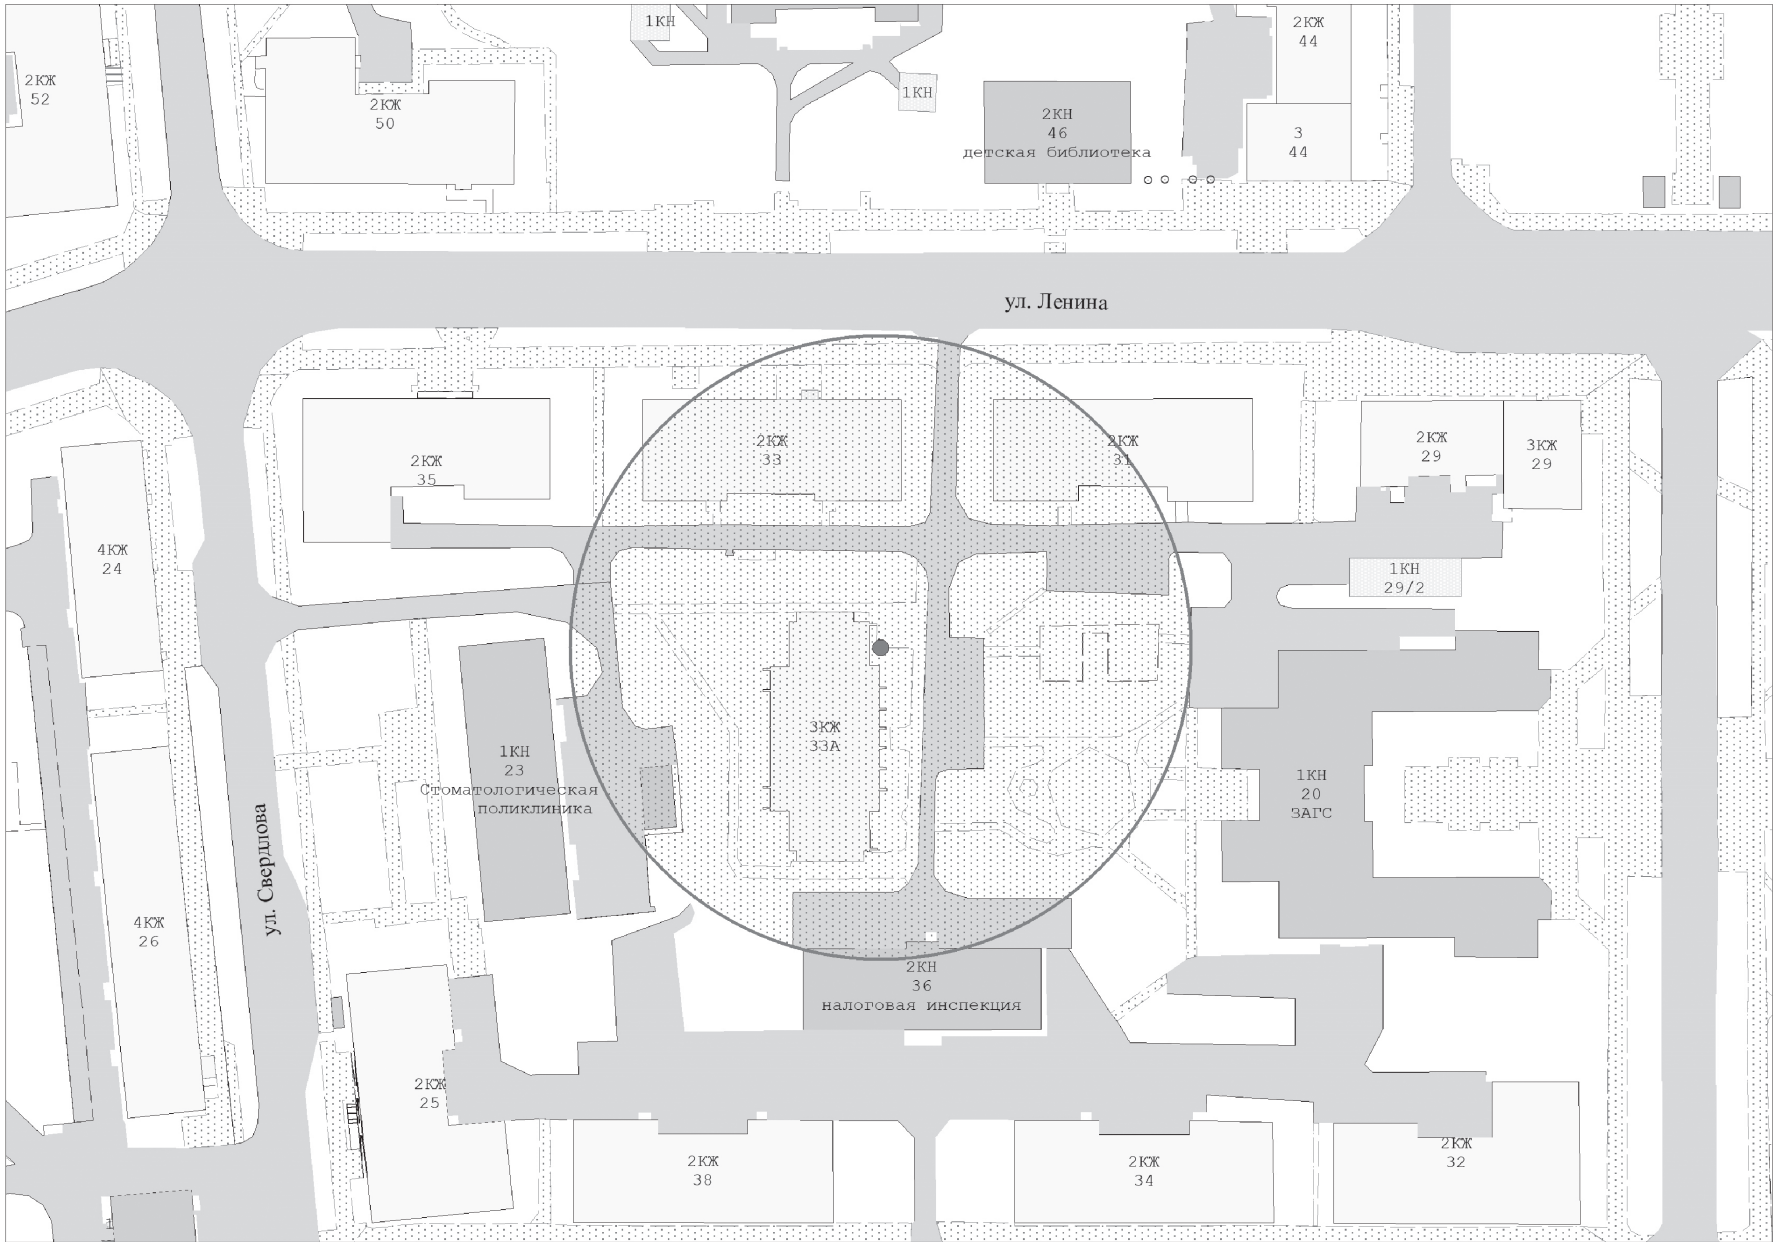 1КН
2КЖ
44
2КЖ
52
1КН
2КЖ
50
2КН
46
детская библиотека
3
44
ул. Ленина
2КЖ
33
2КЖ
31
2КЖ
29
3КЖ
29
2КЖ
35
4КЖ
24
1КН
29/2
3КЖ
33А
1КН
23
Стоматологическая
поликлиника
1КН
20
ЗАГС
ул. Свердлова
4КЖ
26
2КН
36
налоговая инспекция
2КЖ
25
2КЖ
38
2КЖ
34
2КЖ
32